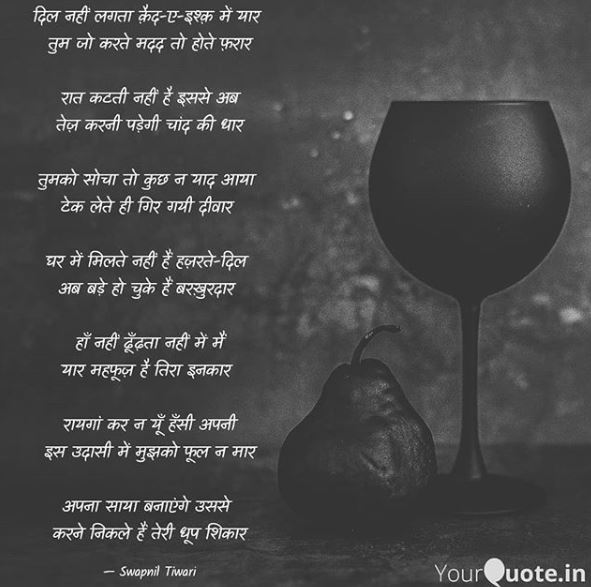 दिल नहीं लगता क़ैद-ए-इश्क़ में यार
तुम जो करते मदद तो होते फ़रार
रात कटती नहीं है इससे अब
तेज़ करनी पड़ेगी चांद की धार
तुमको सोचा तो कुछ न याद आया
टेक लेते ही गिर गयी दीवार
घर में मिलते नहीं है हज़रते-दिल
अब बड़े हो चुके हैं बरख़ुरदार
हाँ नहीं ढूँढ़ता नहीं में मैं
यार महफूज़ है तिरा इनकार
रायगां कर न यूँ हँसी अपनी
इस उदासी में मुझको फूल न मार
अपना साया बनाएंगे उससे
करने निकले हैं तेरी धूप शिकार
— Swapnil Tiwari
YourQuote.in